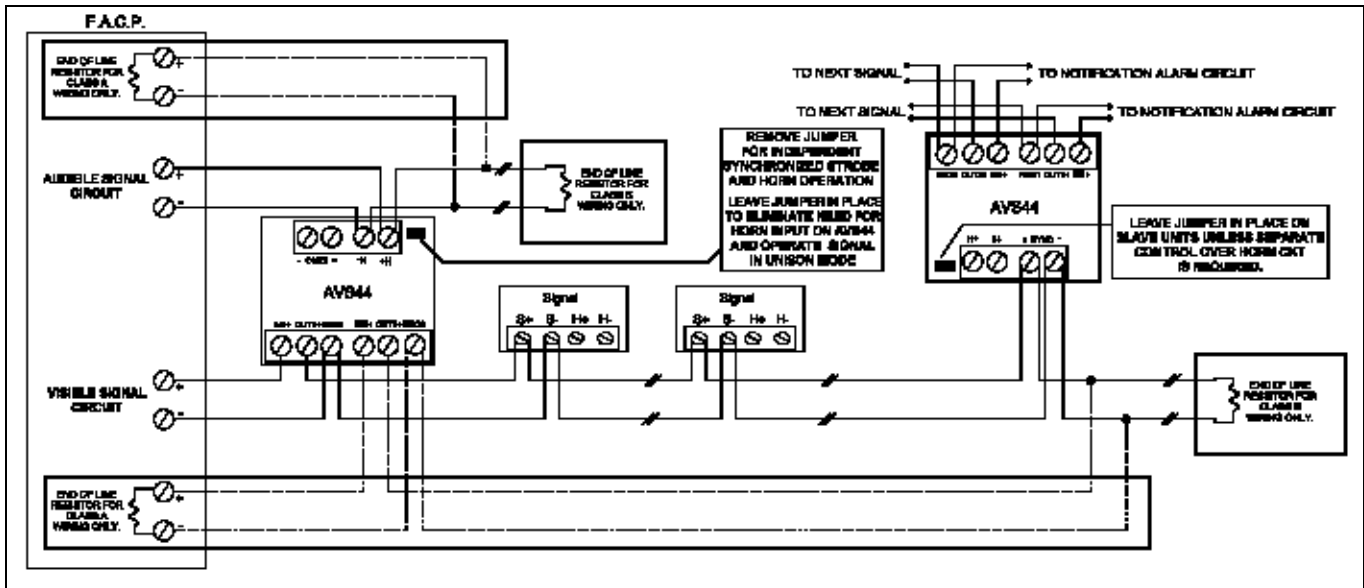 F.A.C.P.
END OF LINE
RESISTOR FOR
CLASS A
WIRING ONLY.
+
-
AUDIBLE SIGNAL
CIRCUIT
+
-
END OF LINE
RESISTOR FOR
CLASS B
WIRING ONLY.
REMOVE JUMPER
FOR INDEPENDENT
SYNCHRONIZED STROBE
AND HORN OPERATION
LEAVE JUMPER IN PLACE
TO ELIMINATE NEED FOR
HORN INPUT ON AVS44
AND OPERATE SIGNAL
IN UNISON MODE
TO NEXT SIGNAL
TO NOTIFICATION ALARM CIRCUIT
TO NEXT SIGNAL
TO NOTIFICATION ALARM CIRCUIT
AVS44
H+ S+ + SYNC -
LEAVE JUMPER IN PLACE ON
SLAVE UNITS UNLESS SEPARATE
CONTROL OVER HORN CKT
IS REQUIRED.
-H +H
AVS44
Signal
S+ S- H+ H-
Signal
S+ S- H+ H-
VISIBLE SIGNAL
CIRCUIT
+
-
END OF LINE
RESISTOR FOR
CLASS B
WIRING ONLY.
END OF LINE
RESISTOR FOR
CLASS A
WIRING ONLY.
+
-